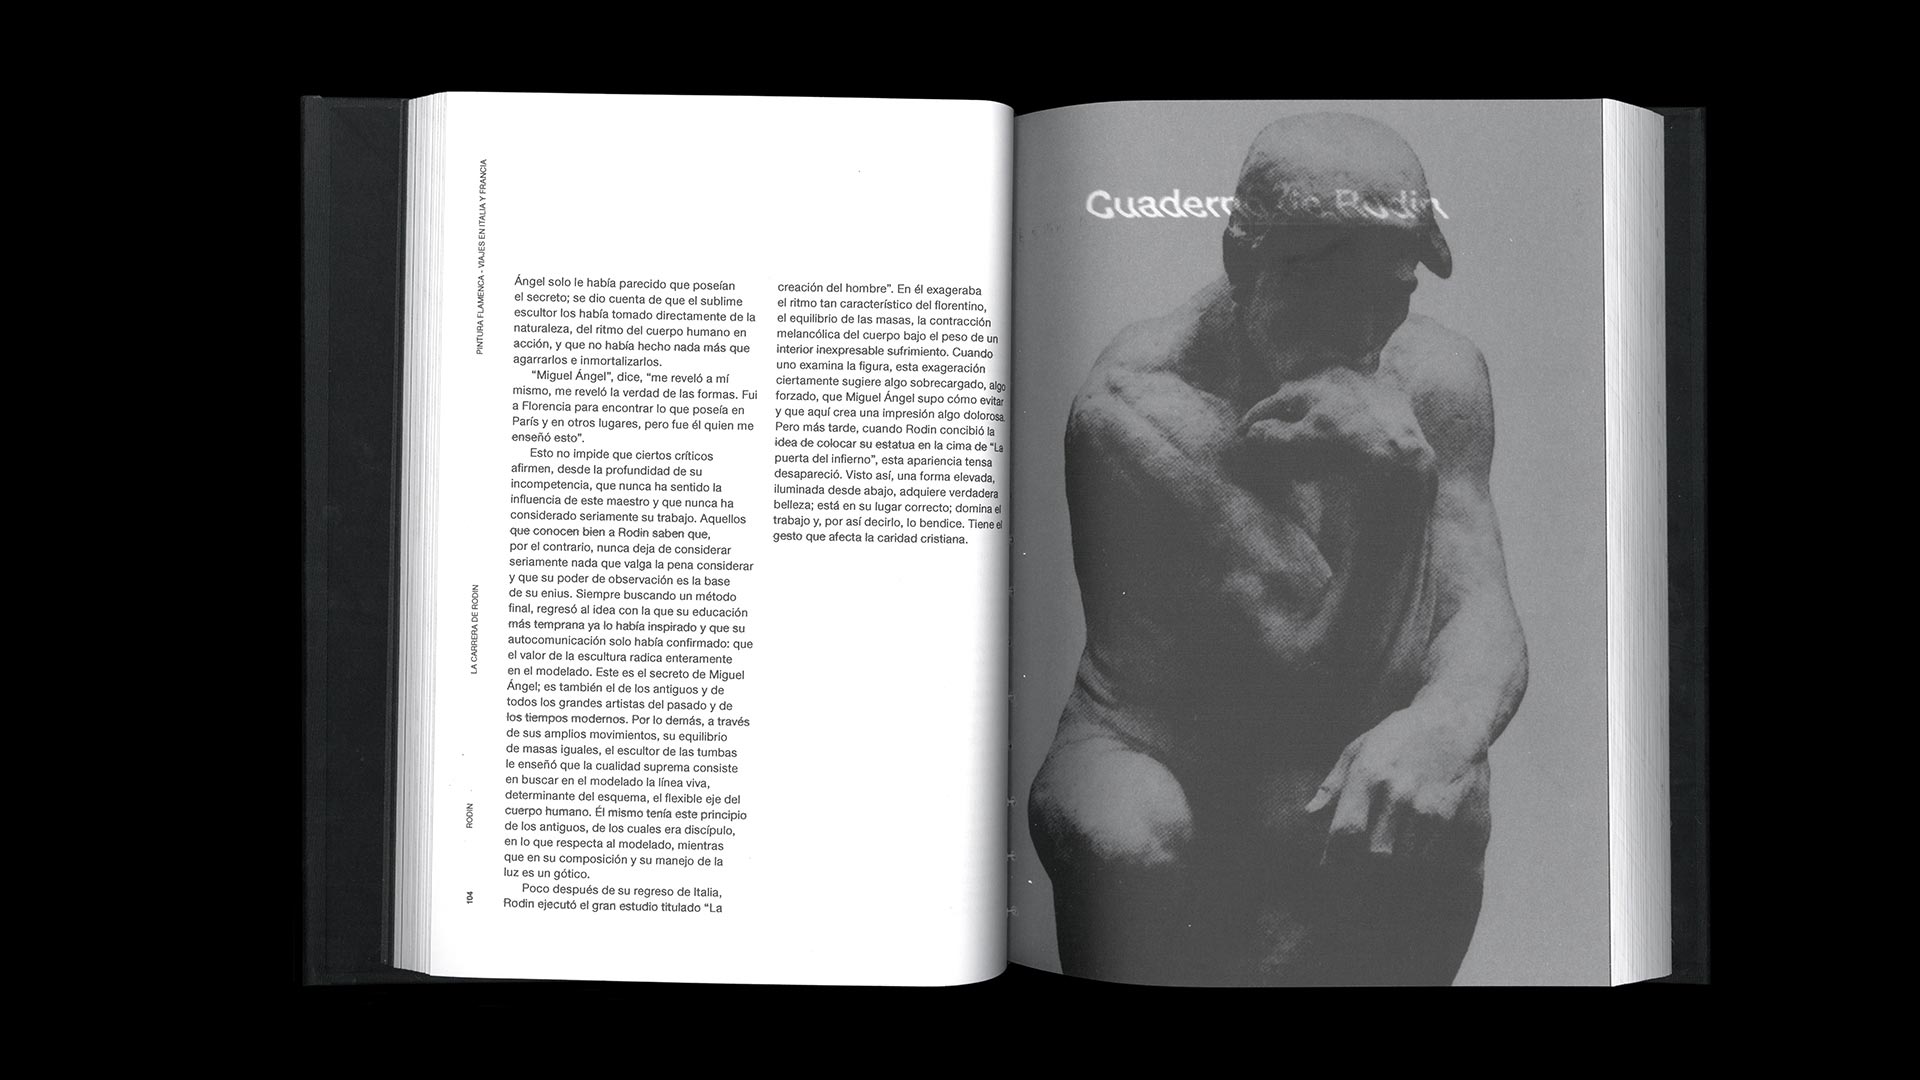 PINTURA FLAMENCA - VIAJES EN ITALIA Y FRANCIA
LA CARRERA DE RODIN
RODIN
104
Ángel solo le había parecido que poseían
el secreto; se dio cuenta de que el sublime
escultor los había tomado directamente de la
naturaleza, del ritmo del cuerpo humano en
acción, y que no había hecho nada más que
agarrarlos e inmortalizarlos.
“Miguel Ángel”, dice, “me reveló a mí
mismo, me reveló la verdad de las formas. Fui
a Florencia para encontrar lo que poseía en
París y en otros lugares, pero fue él quien me
enseñó esto”.
Esto no impide que ciertos críticos
afirmen, desde la profundidad de su
incompetencia, que nunca ha sentido la
influencia de este maestro y que nunca ha
considerado seriamente su trabajo. Aquellos
que conocen bien a Rodin saben que,
por el contrario, nunca deja de considerar
seriamente nada que valga la pena considerar
y que su poder de observación es la base
de su enius. Siempre buscando un método
final, regresó al idea con la que su educación
más temprana ya lo había inspirado y que su
autocomunicación solo había confirmado: que
el valor de la escultura radica enteramente
en el modelado. Este es el secreto de Miguel
Ángel; es también el de los antiguos y de
todos los grandes artistas del pasado y de
los tiempos modernos. Por lo demás, a través
de sus amplios movimientos, su equilibrio
de masas iguales, el escultor de las tumbas
le enseñó que la cualidad suprema consiste
en buscar en el modelado la línea viva,
determinante del esquema, el flexible eje del
cuerpo humano. Él mismo tenía este principio
de los antiguos, de los cuales era discípulo,
en lo que respecta al modelado, mientras
que en su composición y su manejo de la
luz es un gótico.
Poco después de su regreso de Italia,
Rodin ejecutó el gran estudio titulado “La
creación del hombre”. En él exageraba
el ritmo tan característico del florentino,
el equilibrio de las masas, la contracción
melancólica del cuerpo bajo el peso de un
interior inexpresable sufrimiento. Cuando
uno examina la figura, esta exageración
ciertamente sugiere algo sobrecargado, algo
forzado, que Miguel Ángel supo cómo evitar
y que aquí crea una impresión algo dolorosa.
Pero más tarde, cuando Rodin concibió la
idea de colocar su estatua en la cima de “La
puerta del infierno”, esta apariencia tensa
desapareció. Visto así, una forma elevada,
iluminada desde abajo, adquiere verdadera
belleza; está en su lugar correcto; domina el
trabajo y, por así decirlo, lo bendice. Tiene el
gesto que afecta la caridad cristiana.
Cuaderno de Rodin